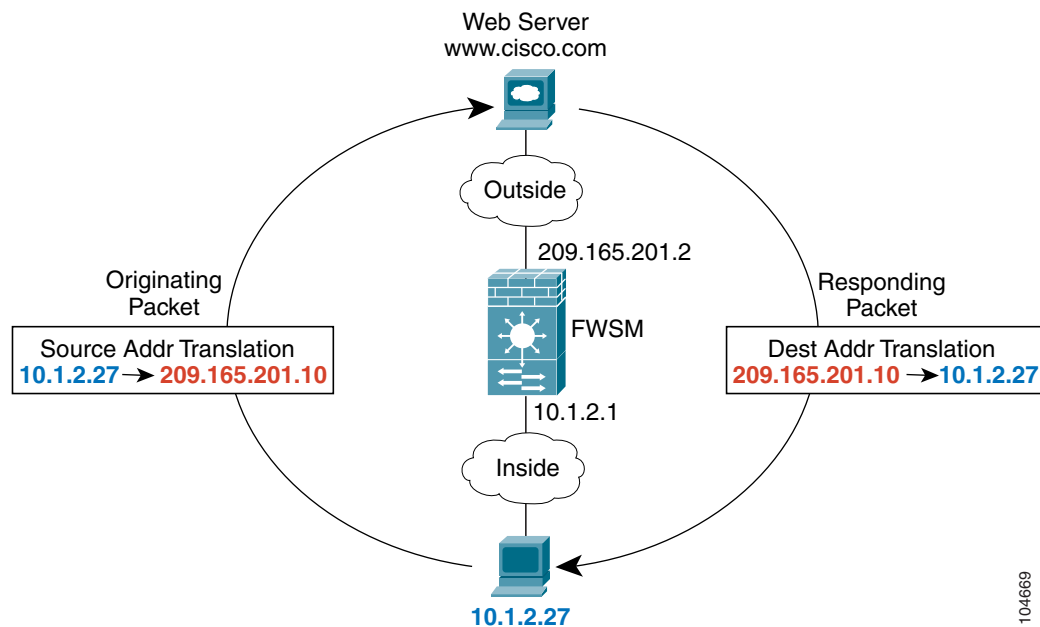 Web Server
www.cisco.com
Outside
209.165.201.2
Originating
Packet
Source Addr Translation
10.1.2.27 → 209.165.201.10
FWSM
Responding
Packet
Dest Addr Translation
209.165.201.10 → 10.1.2.27
10.1.2.1
Inside
10.1.2.27
104669